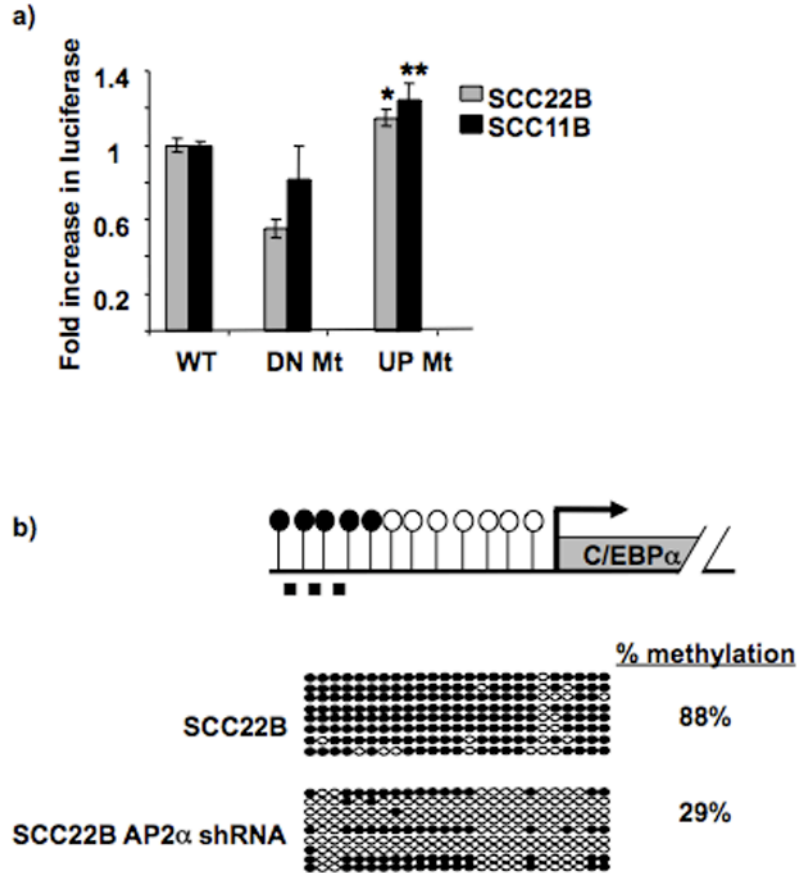 a)
Fold increase in luciferase
1.4
1
0.6
0.2
* **
SCC22B
SCC11B
WT DN Mt UP Mt
b)
C/EBPα
% methylation
SCC22B 88%
SCC22B AP2α shRNA 29%